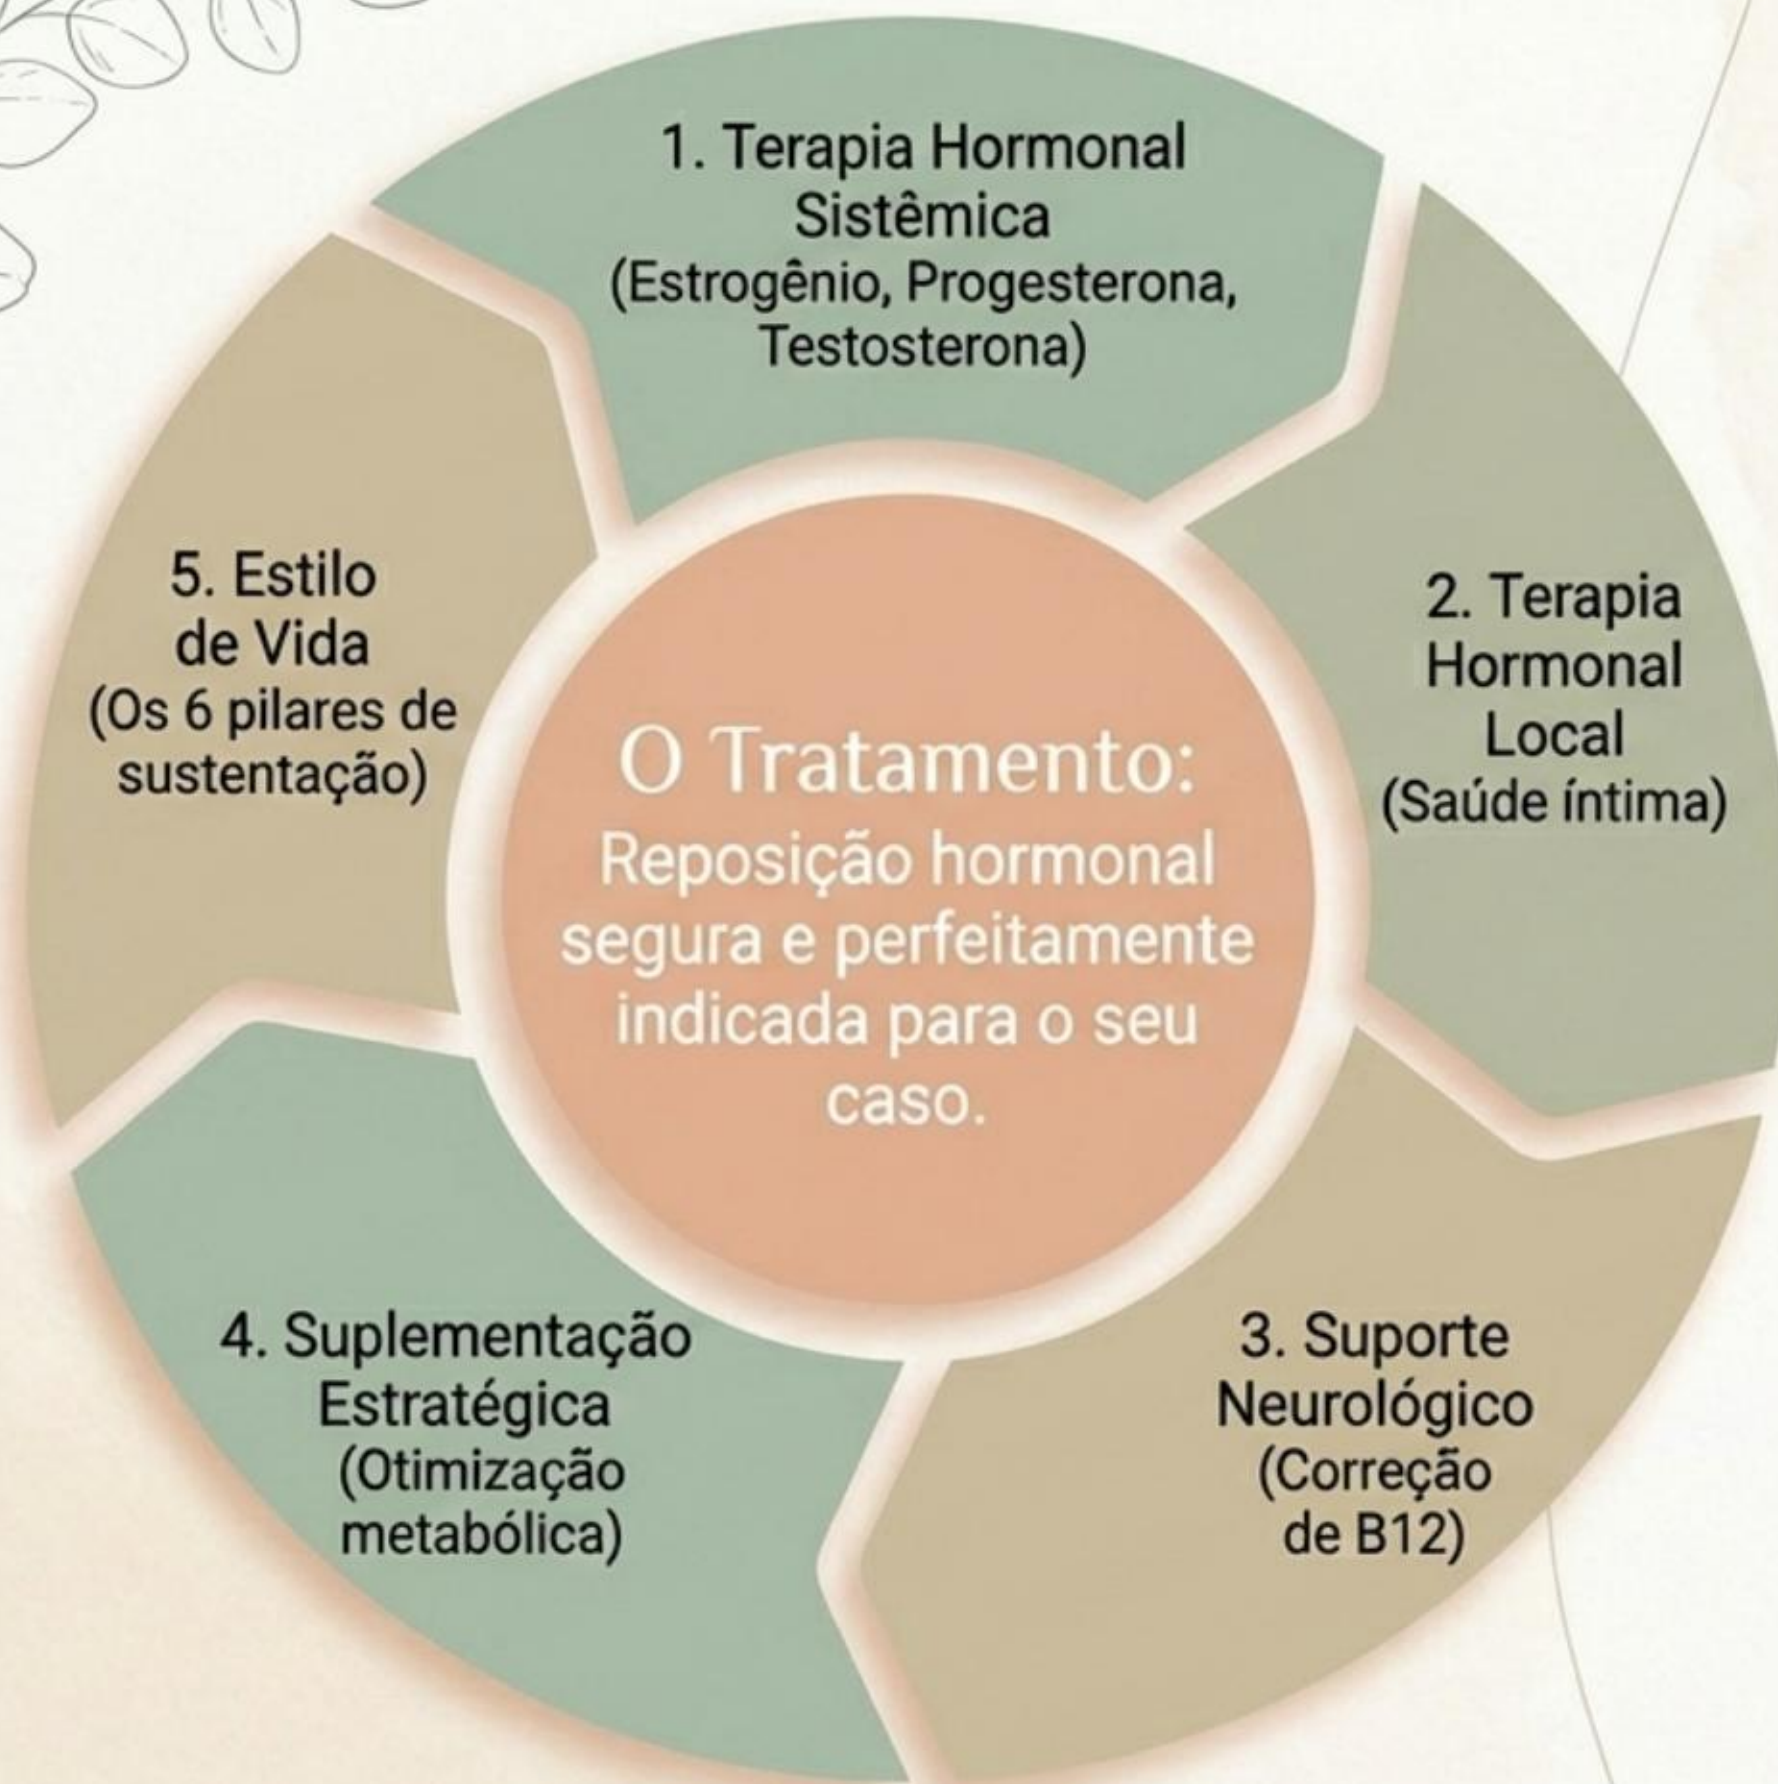 1. Terapia Hormonal
Sistêmica
(Estrogênio, Progesterona,
Testosterona)
2. Terapia
Hormonal
Local
(Saúde íntima)
3. Suporte
Neurológico
(Correção
de B12)
4. Suplementação
Estratégica
(Otimização
metabólica)
5. Estilo
de Vida
(Os 6 pilares de
sustentação)
O Tratamento:
Reposição hormonal
segura e perfeitamente
indicada para o seu
caso.